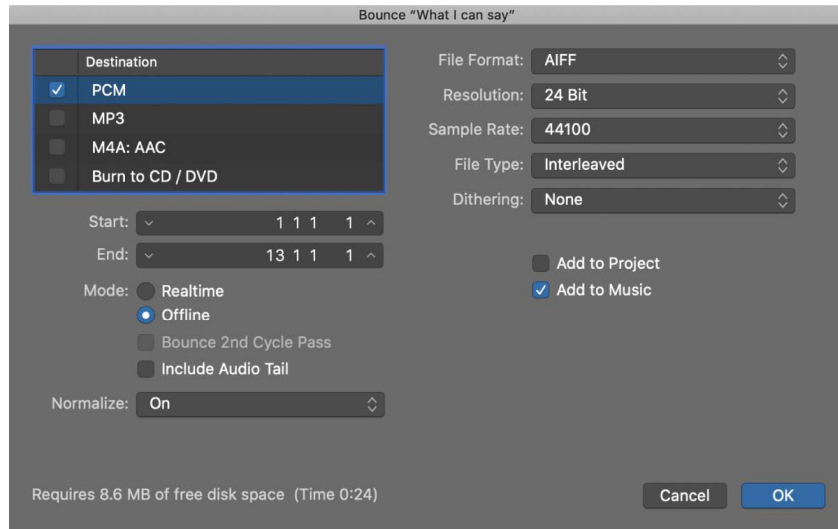 Bounce “What I can say”
Destination
PCM
MP3
M4A: AAC
Burn to CD / DVD
Start: 1 1 1 1
End: 13 1 1 1
Mode: Realtime
Offline
Bounce 2nd Cycle Pass
Include Audio Tail
Normalize: On
File Format: AIFF
Resolution: 24 Bit
Sample Rate: 44100
File Type: Interleaved
Dithering: None
Add to Project
Add to Music
Requires 8.6 MB of free disk space (Time 0:24)
Cancel OK